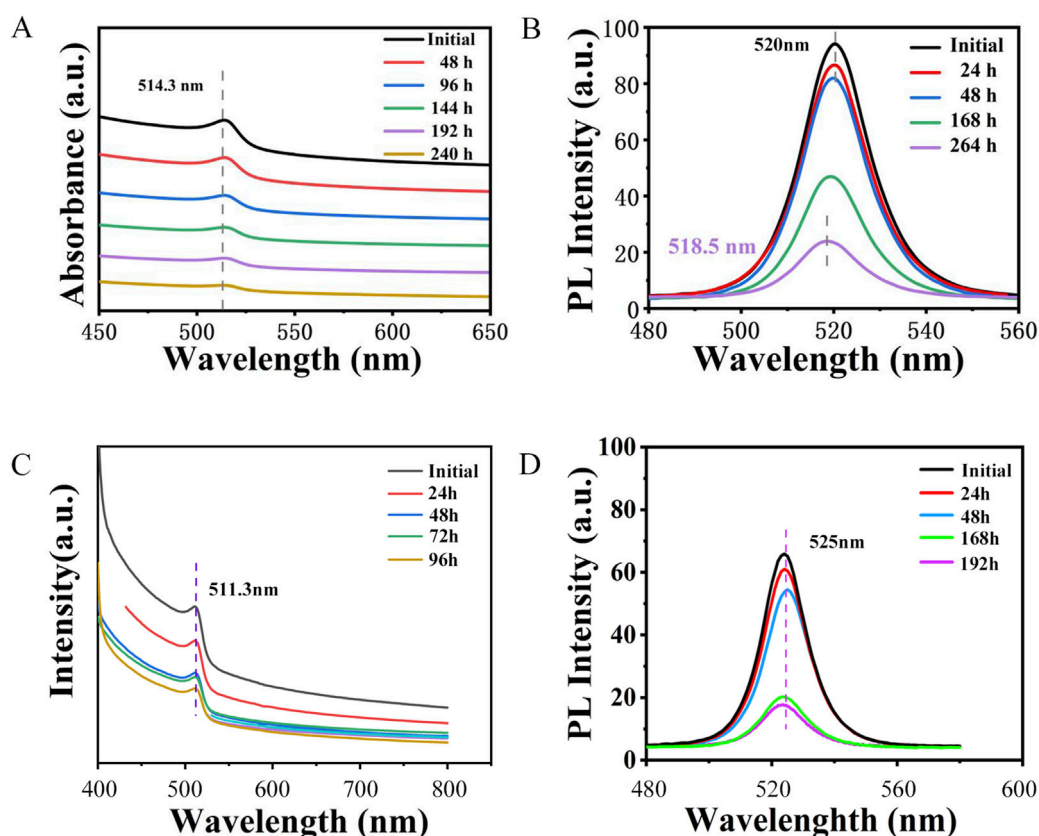 A
Absorbance (a.u.)
514.3 nm
Initial
48 h
96 h
144 h
192 h
240 h
450 500 550 600 650
Wavelength (nm)
B
PL Intensity (a.u.)
100
80
60
40
20
0
520nm
518.5 nm
Initial
24 h
48 h
168 h
264 h
480 500 520 540 560
Wavelength (nm)
C
Intensity(a.u.)
511.3nm
Initial
24h
48h
72h
96h
400 500 600 700 800
Wavelength (nm)
D
PL Intensity (a.u.)
100
80
60
40
20
0
525nm
Initial
24h
48h
168h
192h
480 520 560 600
Wavelenghth (nm)